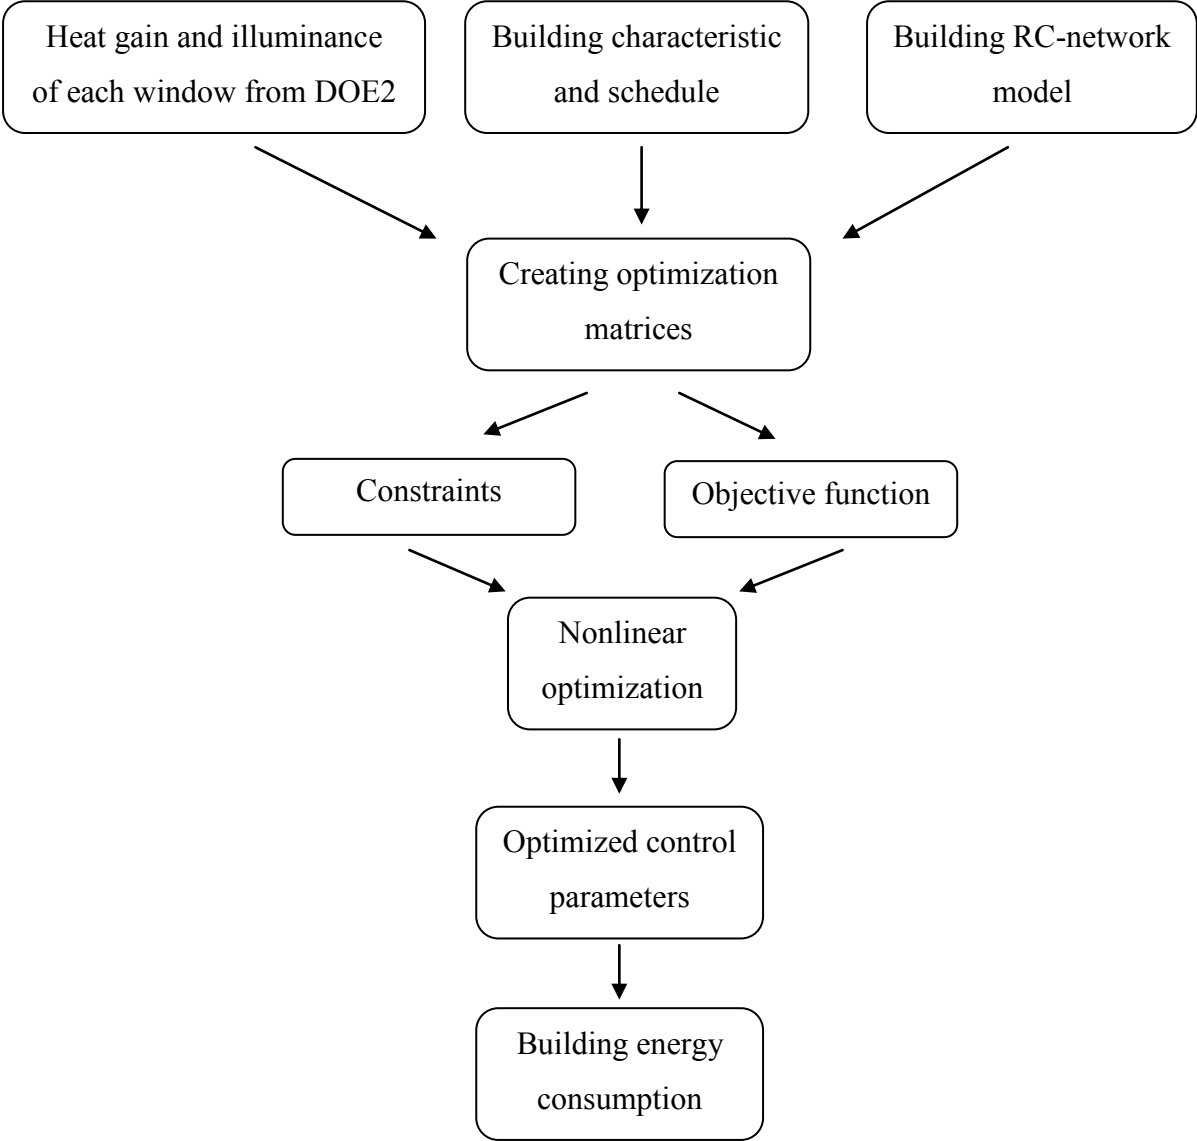 Heat gain and illuminance
of each window from DOE2
Building characteristic
and schedule
Building RC-network
model
Creating optimization
matrices
Constraints
Objective function
Nonlinear
optimization
Optimized control
parameters
Building energy
consumption